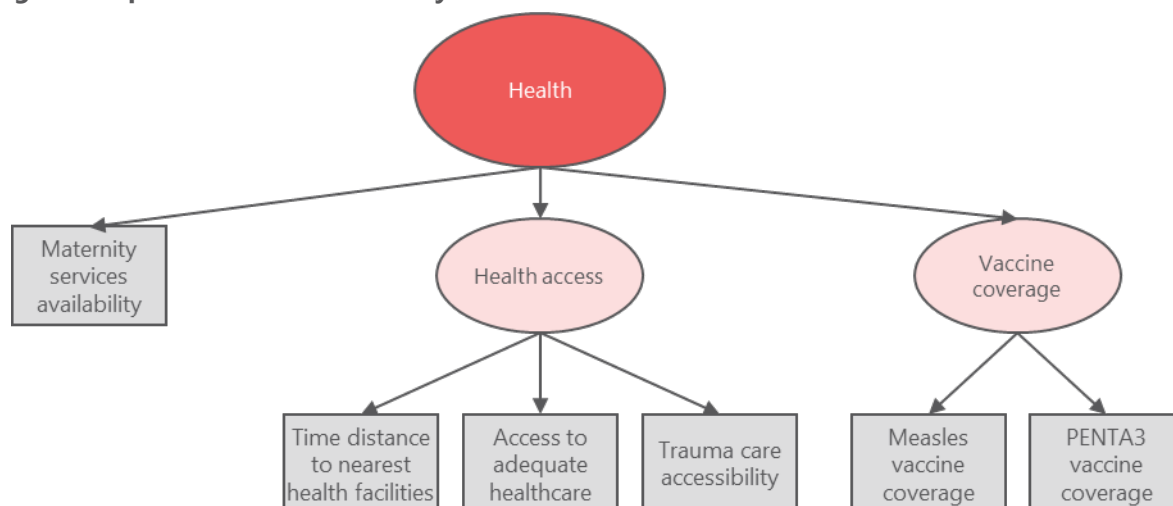 Health
Maternity
services
availability
Health access
Vaccine
coverage
Time distance
to nearest
health facilities
Access to
adequate
healthcare
Trauma care
accessibility
Measles
vaccine
coverage
PENTA3
vaccine
coverage